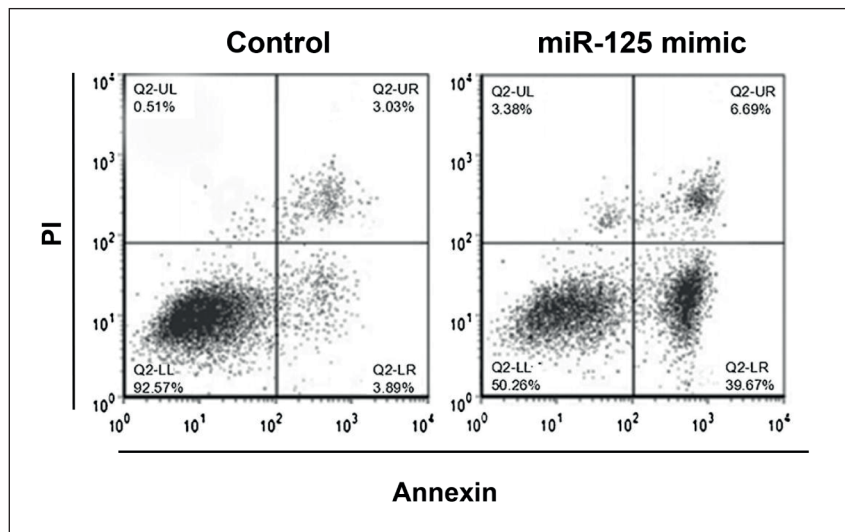 Control
miR-125 mimic
PI
10⁴
10³
10²
10¹
10⁰
Q2-UL
0.51%
Q2-UR
3.03%
Q2-LL
92.57%
Q2-LR
3.89%
10⁰ 10¹ 10² 10³ 10⁴
10⁴
10³
10²
10¹
10⁰
Q2-UL
3.38%
Q2-UR
6.69%
Q2-LL
50.26%
Q2-LR
39.67%
10⁰ 10¹ 10² 10³ 10⁴
Annexin